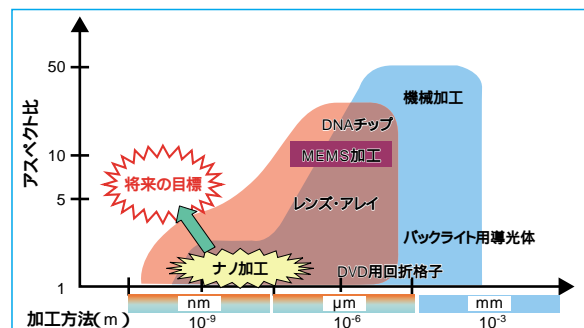 アスペクト比
50
10
5
1
機械加工
DNAチップ
MEMS加工
将来の目標
レンズ・アレイ
バックライト用導光体
ナノ加工
DVD用回折格子
nm
μm
mm
加工方法(m)
10-9
10-6
10-3